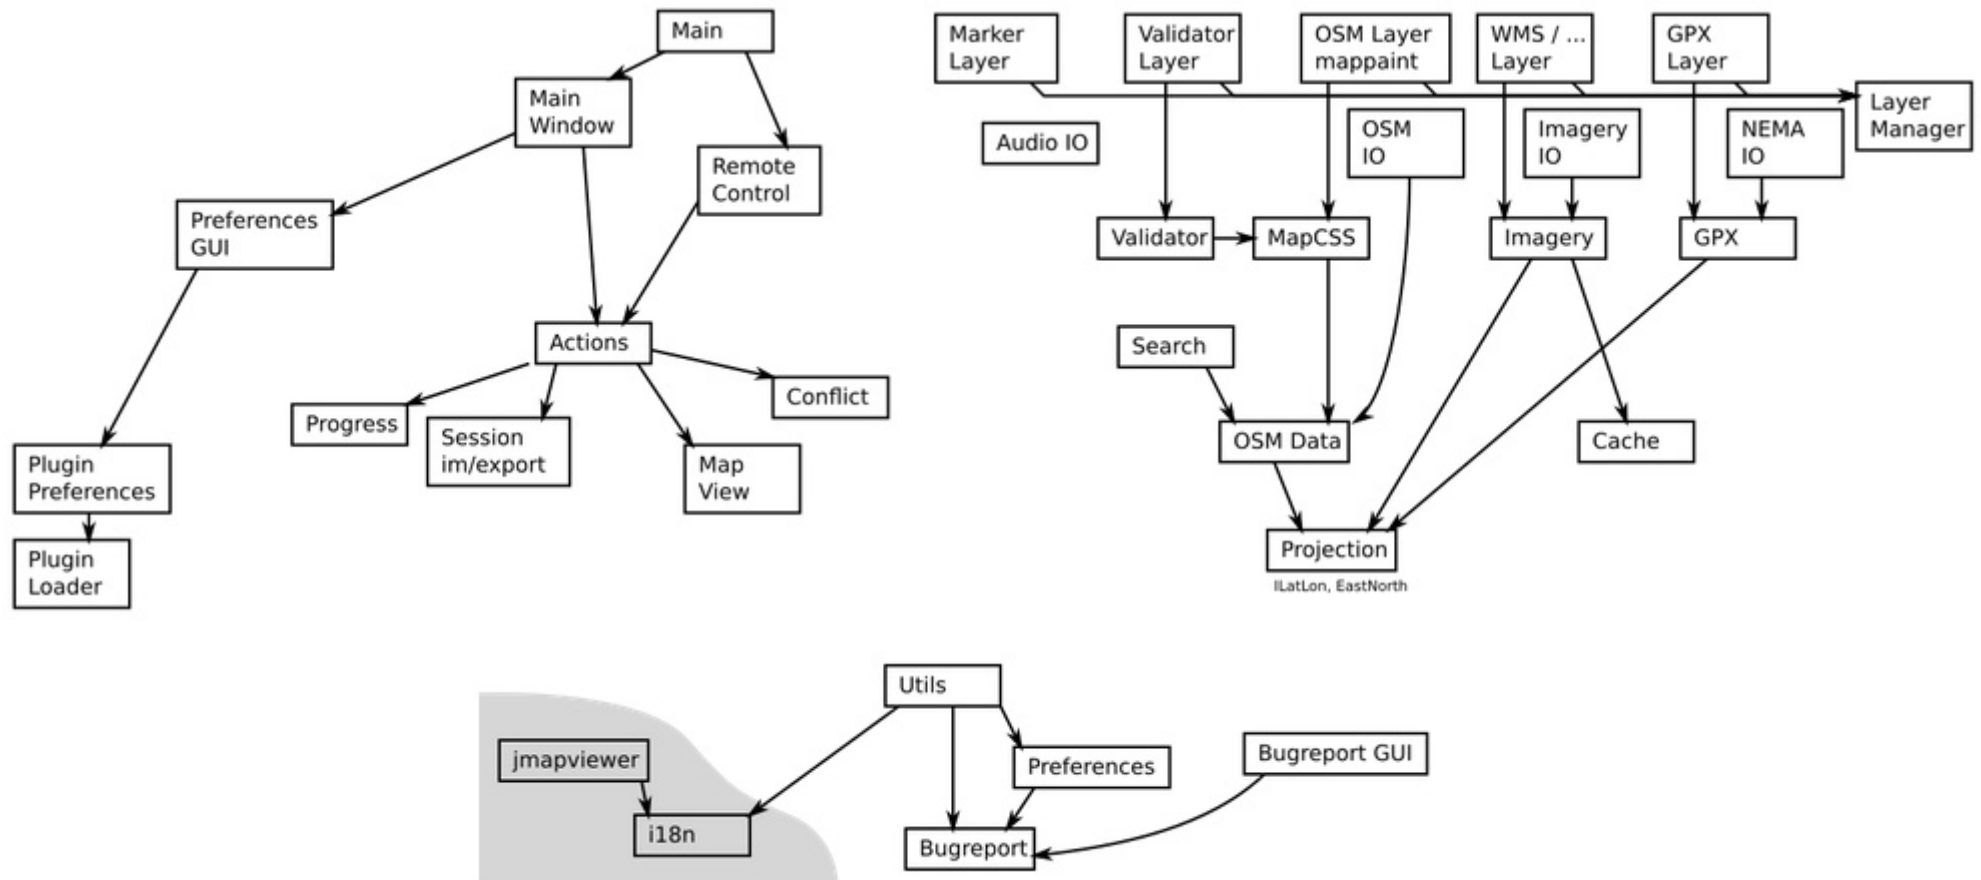 Main
Main
Window
Remote
Control
Preferences
GUI
Actions
Progress
Session
im/export
Map
View
Conflict
Plugin
Preferences
Plugin
Loader
Marker
Layer
Validator
Layer
OSM Layer
mappaint
WMS / ...
Layer
GPX
Layer
Layer
Manager
Audio IO
OSM
IO
Imagery
IO
NEMA
IO
Validator
MapCSS
Imagery
GPX
Search
OSM Data
Cache
Projection
ILatLon, EastNorth
Utils
jmapviewer
i18n
Preferences
Bugreport GUI
Bugreport